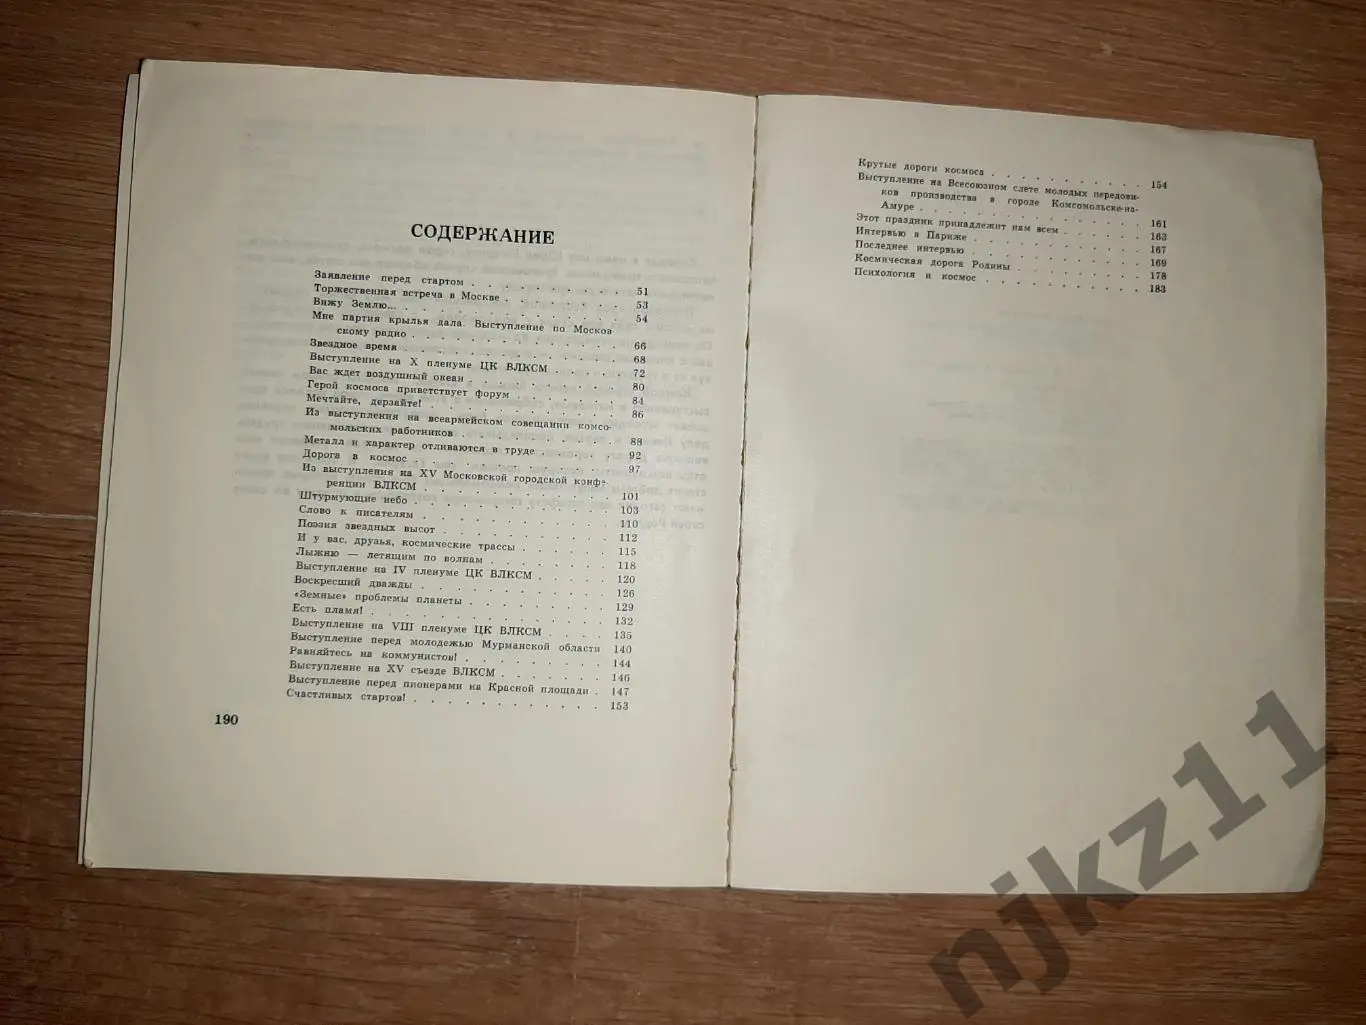 СОДЕРЖАНИЕ
Заявление перед стартом . . . . . . . . . 51
Торжественная встреча в Москве . . . . . . . 53
Вижу Землю... . . . . . . . . . . . . 54
Мне партия крылья дала. Выступление по Москов
скому радио . . . . . . . . . . . . 66
Звездное время . . . . . . . . . . . . 68
Выступление на X пленуме ЦК ВЛКСМ . . . . . 72
Вас ждет воздушный океан . . . . . . . . . 80
Герой космоса приветствует форум . . . . . . 84
Мечтайте, дерзайте! . . . . . . . . . . . 86
Из выступления на всеармейском совещании комсо-
мольских работников . . . . . . . . . 88
Металл и характер отливаются в труде . . . . . 92
Дорога в космос . . . . . . . . . . . . 97
Из выступления на XV Московской городской конфе-
ренции ВЛКСМ . . . . . . . . . . . 101
Штурмующие небо . . . . . . . . . . . . 103
Слово к писателям . . . . . . . . . . . 110
Поэзия звездных высот . . . . . . . . . . 112
И у вас, друзья, космические трассы . . . . . . 115
Лыжню — летящим по волнам . . . . . . . . 118
Выступление на IV пленуме ЦК ВЛКСМ . . . . . 120
Воскресший дважды . . . . . . . . . . . 126
«Земные» проблемы планеты . . . . . . . . 129
Есть пламя! . . . . . . . . . . . . . 132
Выступление на VIII пленуме ЦК ВЛКСМ . . . . 135
Выступление перед молодежью Мурманской области 140
Равняйтесь на коммунистов! . . . . . . . . 144
Выступление на XV съезде ВЛКСМ . . . . . . 146
Выступление перед пионерами на Красной площади . 147
Счастливых стартов! . . . . . . . . . . . 153
190
Крутые дороги космоса . . . . . . . . . . . 154
Выступление на Всесоюзном слете молодых передови-
ков производства в городе Комсомольске-на-
Амуре . . . . . . . . . . . . . . 161
Этот праздник принадлежит нам всем . . . . . . 163
Интервью в Париже . . . . . . . . . . . . 167
Последнее интервью . . . . . . . . . . . 169
Космическая дорога Родины . . . . . . . . . 178
Психология и космос . . . . . . . . . . . 183
njkz11